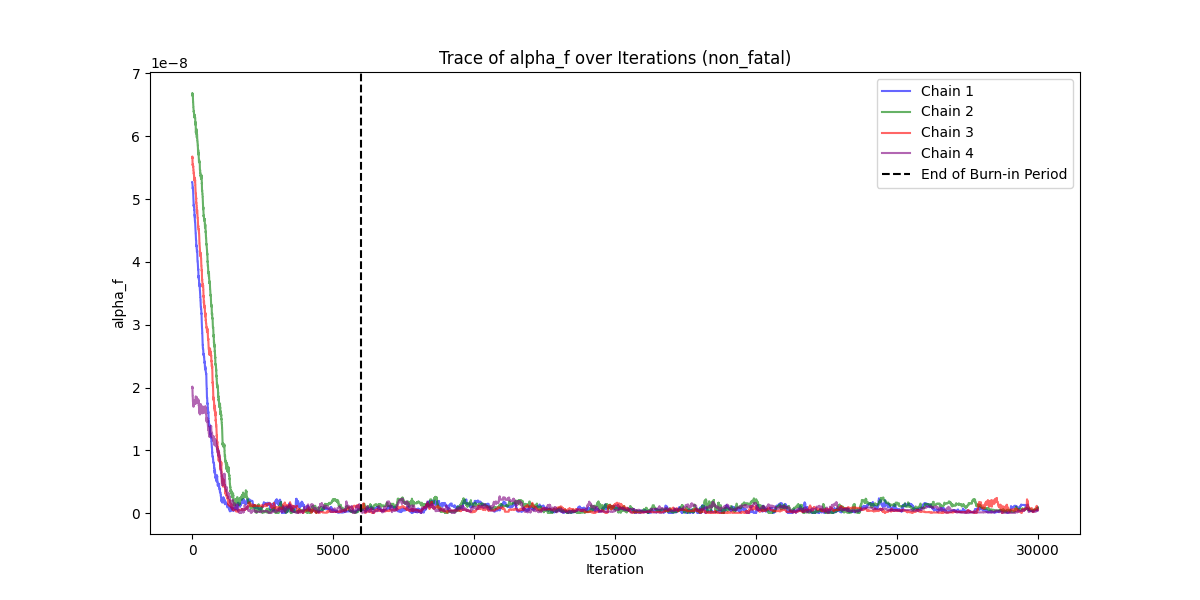 Trace of alpha_f over Iterations (non_fatal)
1e−8
7
6
5
4
3
2
1
0
alpha_f
Chain 1
Chain 2
Chain 3
Chain 4
End of Burn-in Period
0 5000 10000 15000 20000 25000 30000
Iteration